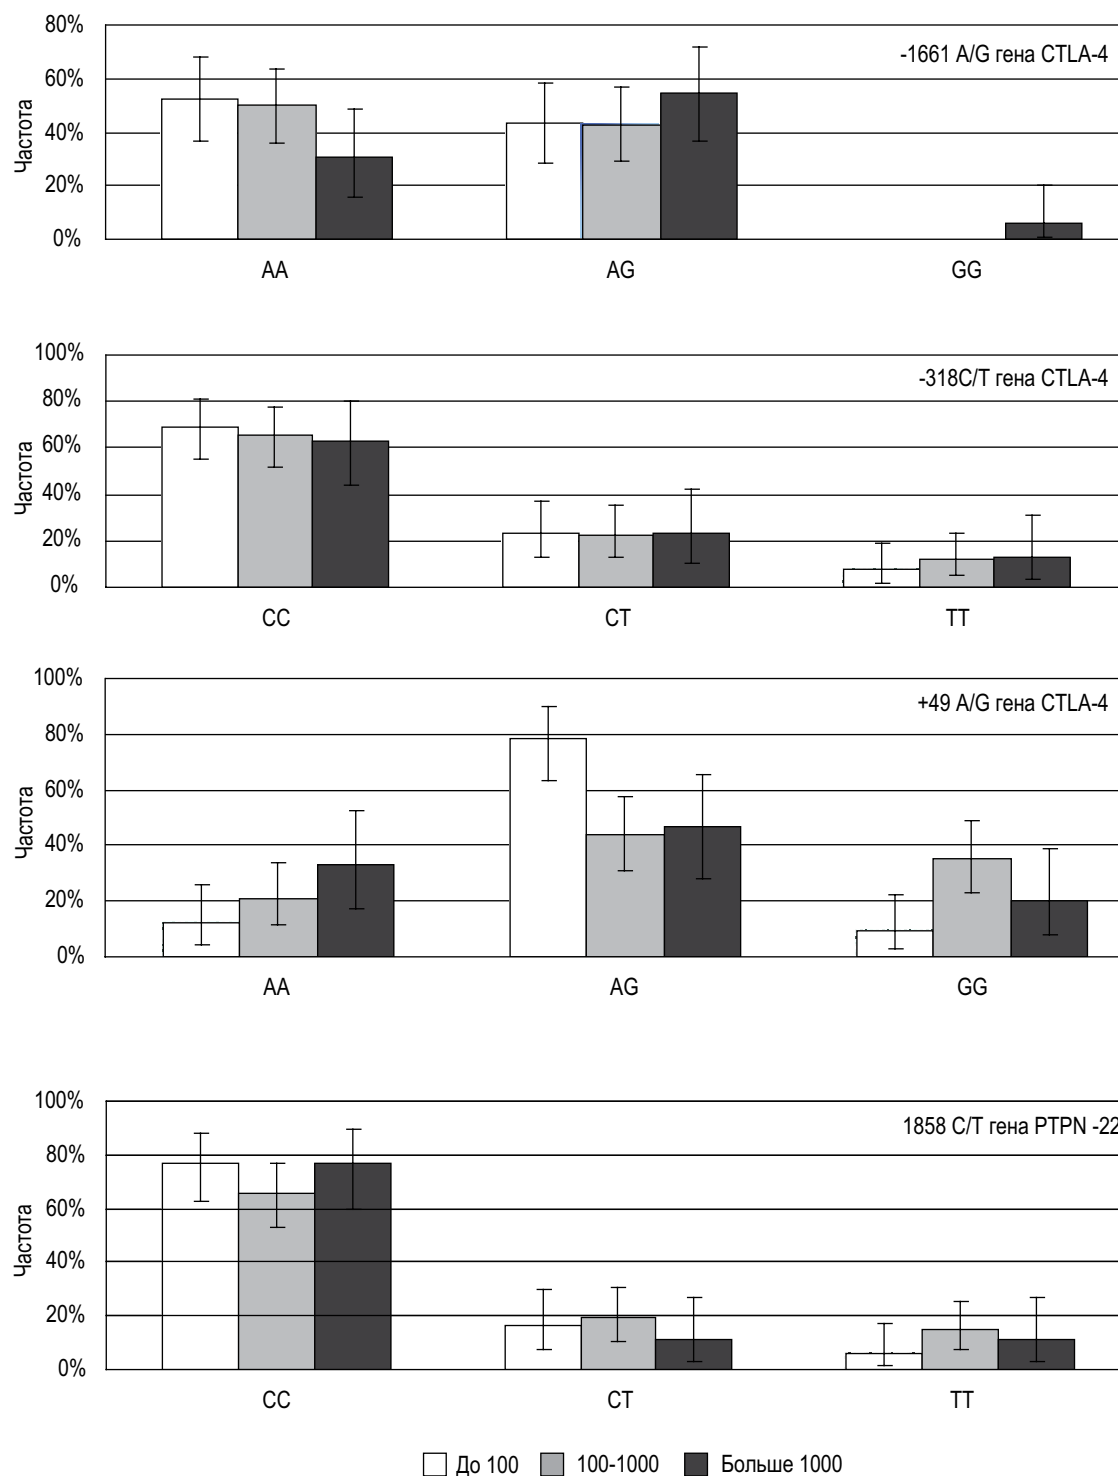 80%
-1661 A/G гена CTLA-4
60%
40%
20%
0%
Частота
AA
AG
GG
100%
-318C/T гена CTLA-4
80%
60%
40%
20%
0%
Частота
CC
CT
TT
100%
+49 A/G гена CTLA-4
80%
60%
40%
20%
0%
Частота
AA
AG
GG
100%
1858 C/T гена PTPN -22
80%
60%
40%
20%
0%
Частота
CC
CT
TT
До 100
100-1000
Больше 1000